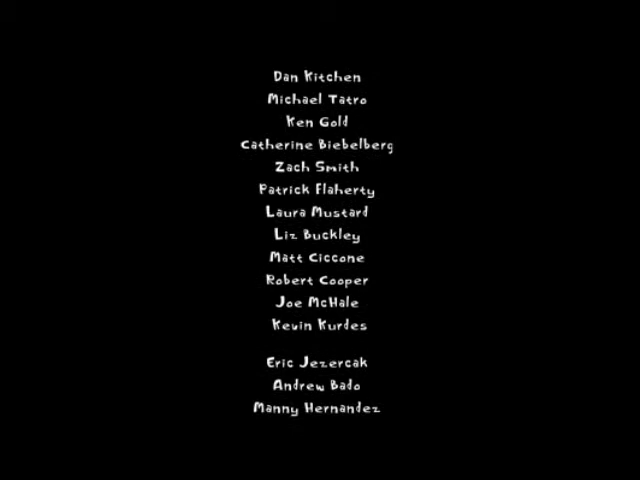 Dan Kitchen
Michael Tatro
Ken Gold
Catherine Biebelberg
Zach Smith
Patrick Flaherty
Laura Mustard
Liz Buckley
Matt Ciccone
Robert Cooper
Joe McHale
Kevin Kurdes
Eric Jezercak
Andrew Bado
Manny Hernandez